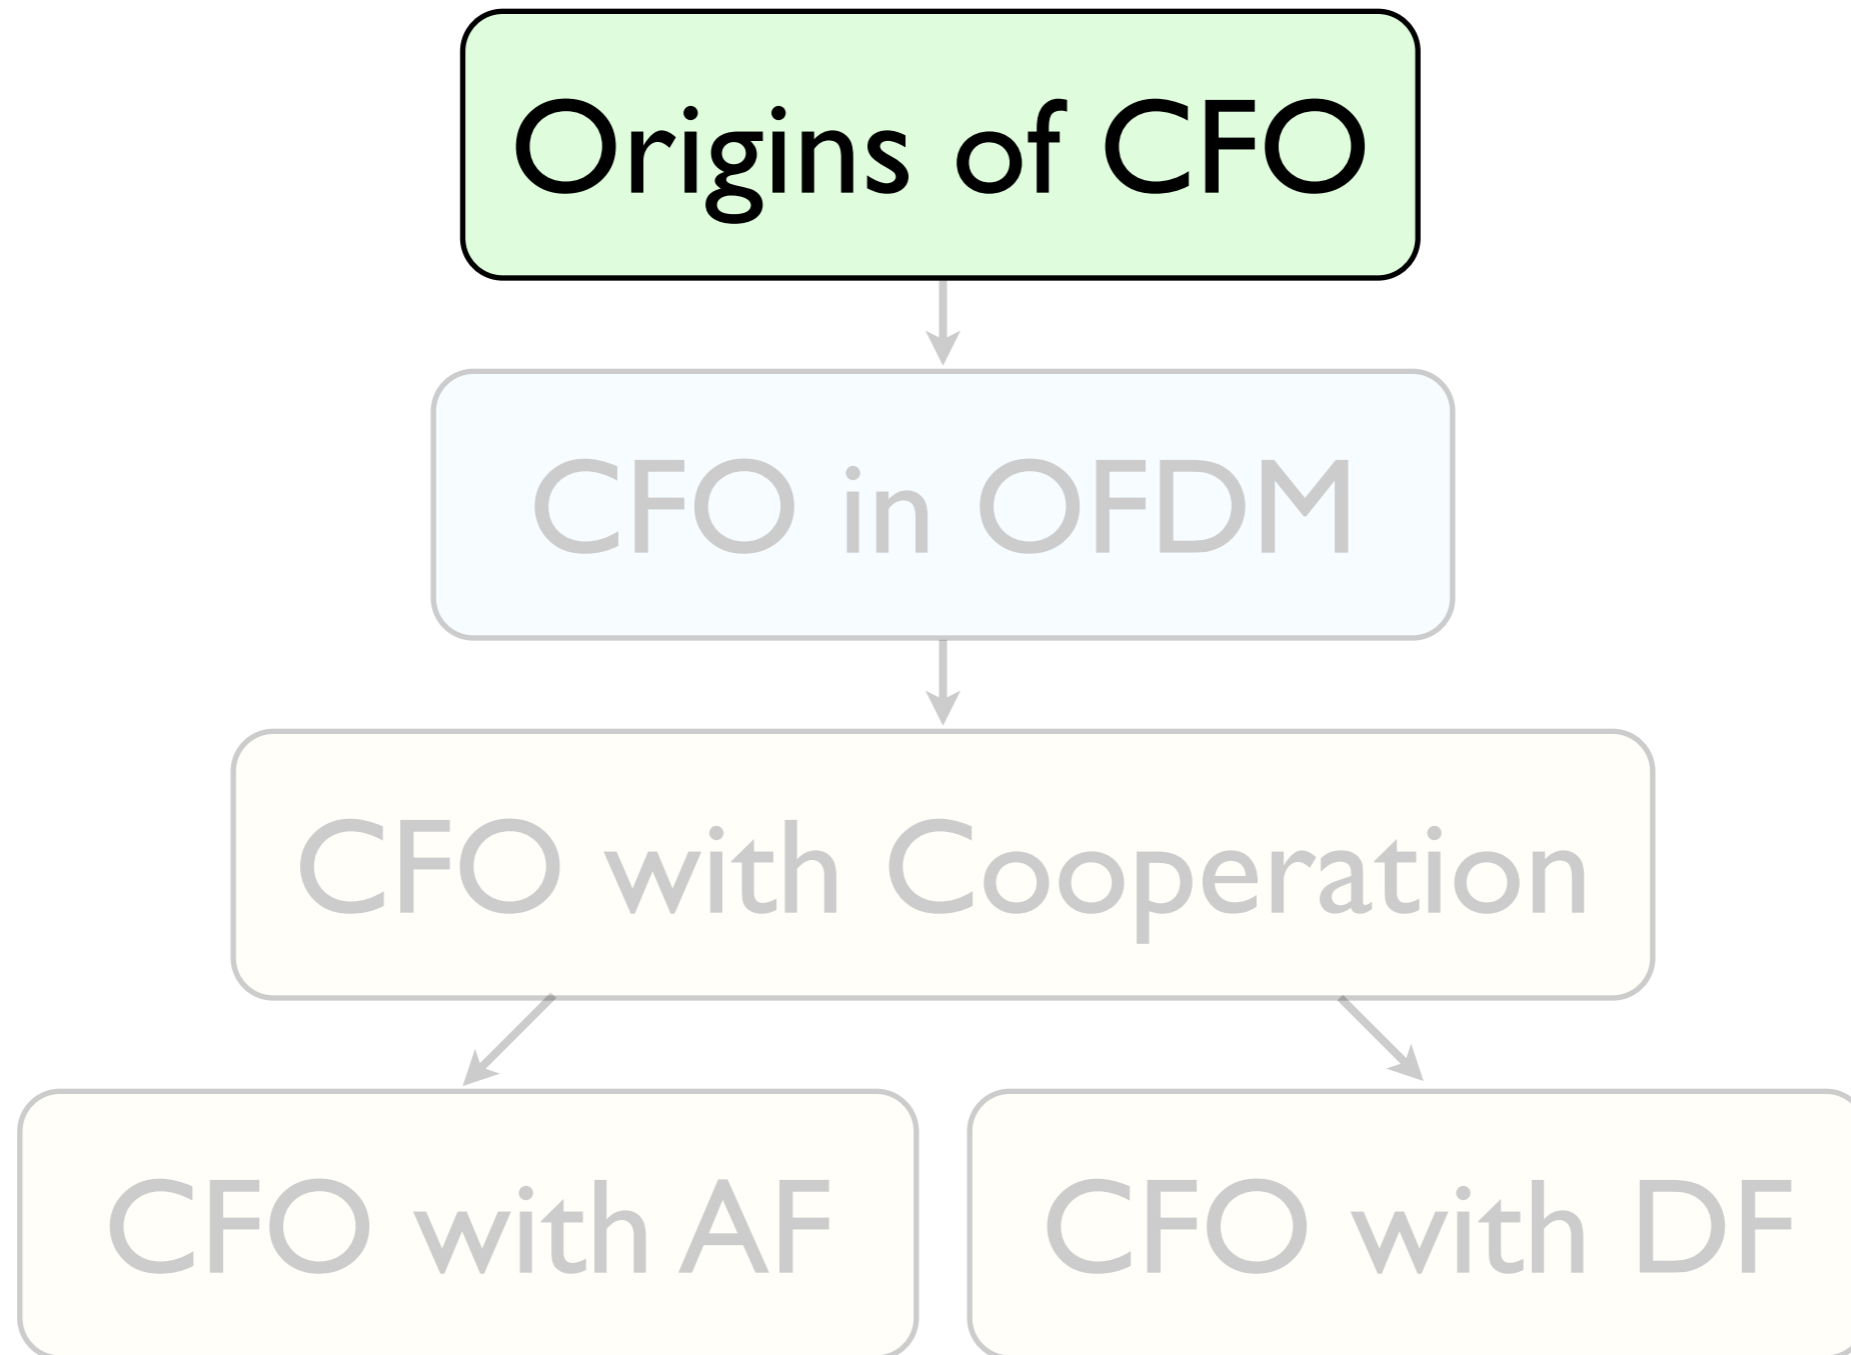 Origins of CFO
CFO in OFDM
CFO with Cooperation
CFO with AF
CFO with DF